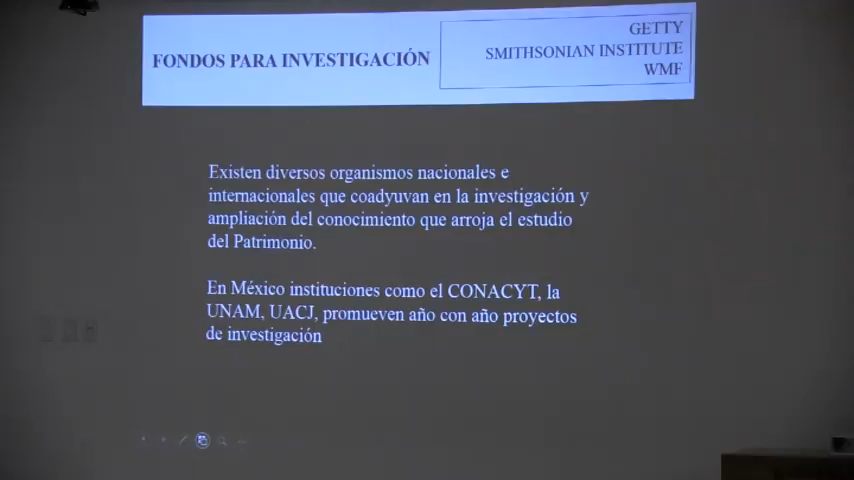 FONDOS PARA INVESTIGACIÓN
GETTY
SMITHSONIAN INSTITUTE
WMF
Existen diversos organismos nacionales e
internacionales que coadyuvan en la investigación y
ampliación del conocimiento que arroja el estudio
del Patrimonio.
En México instituciones como el CONACYT, la
UNAM, UACJ, promueven año con año proyectos
de investigación